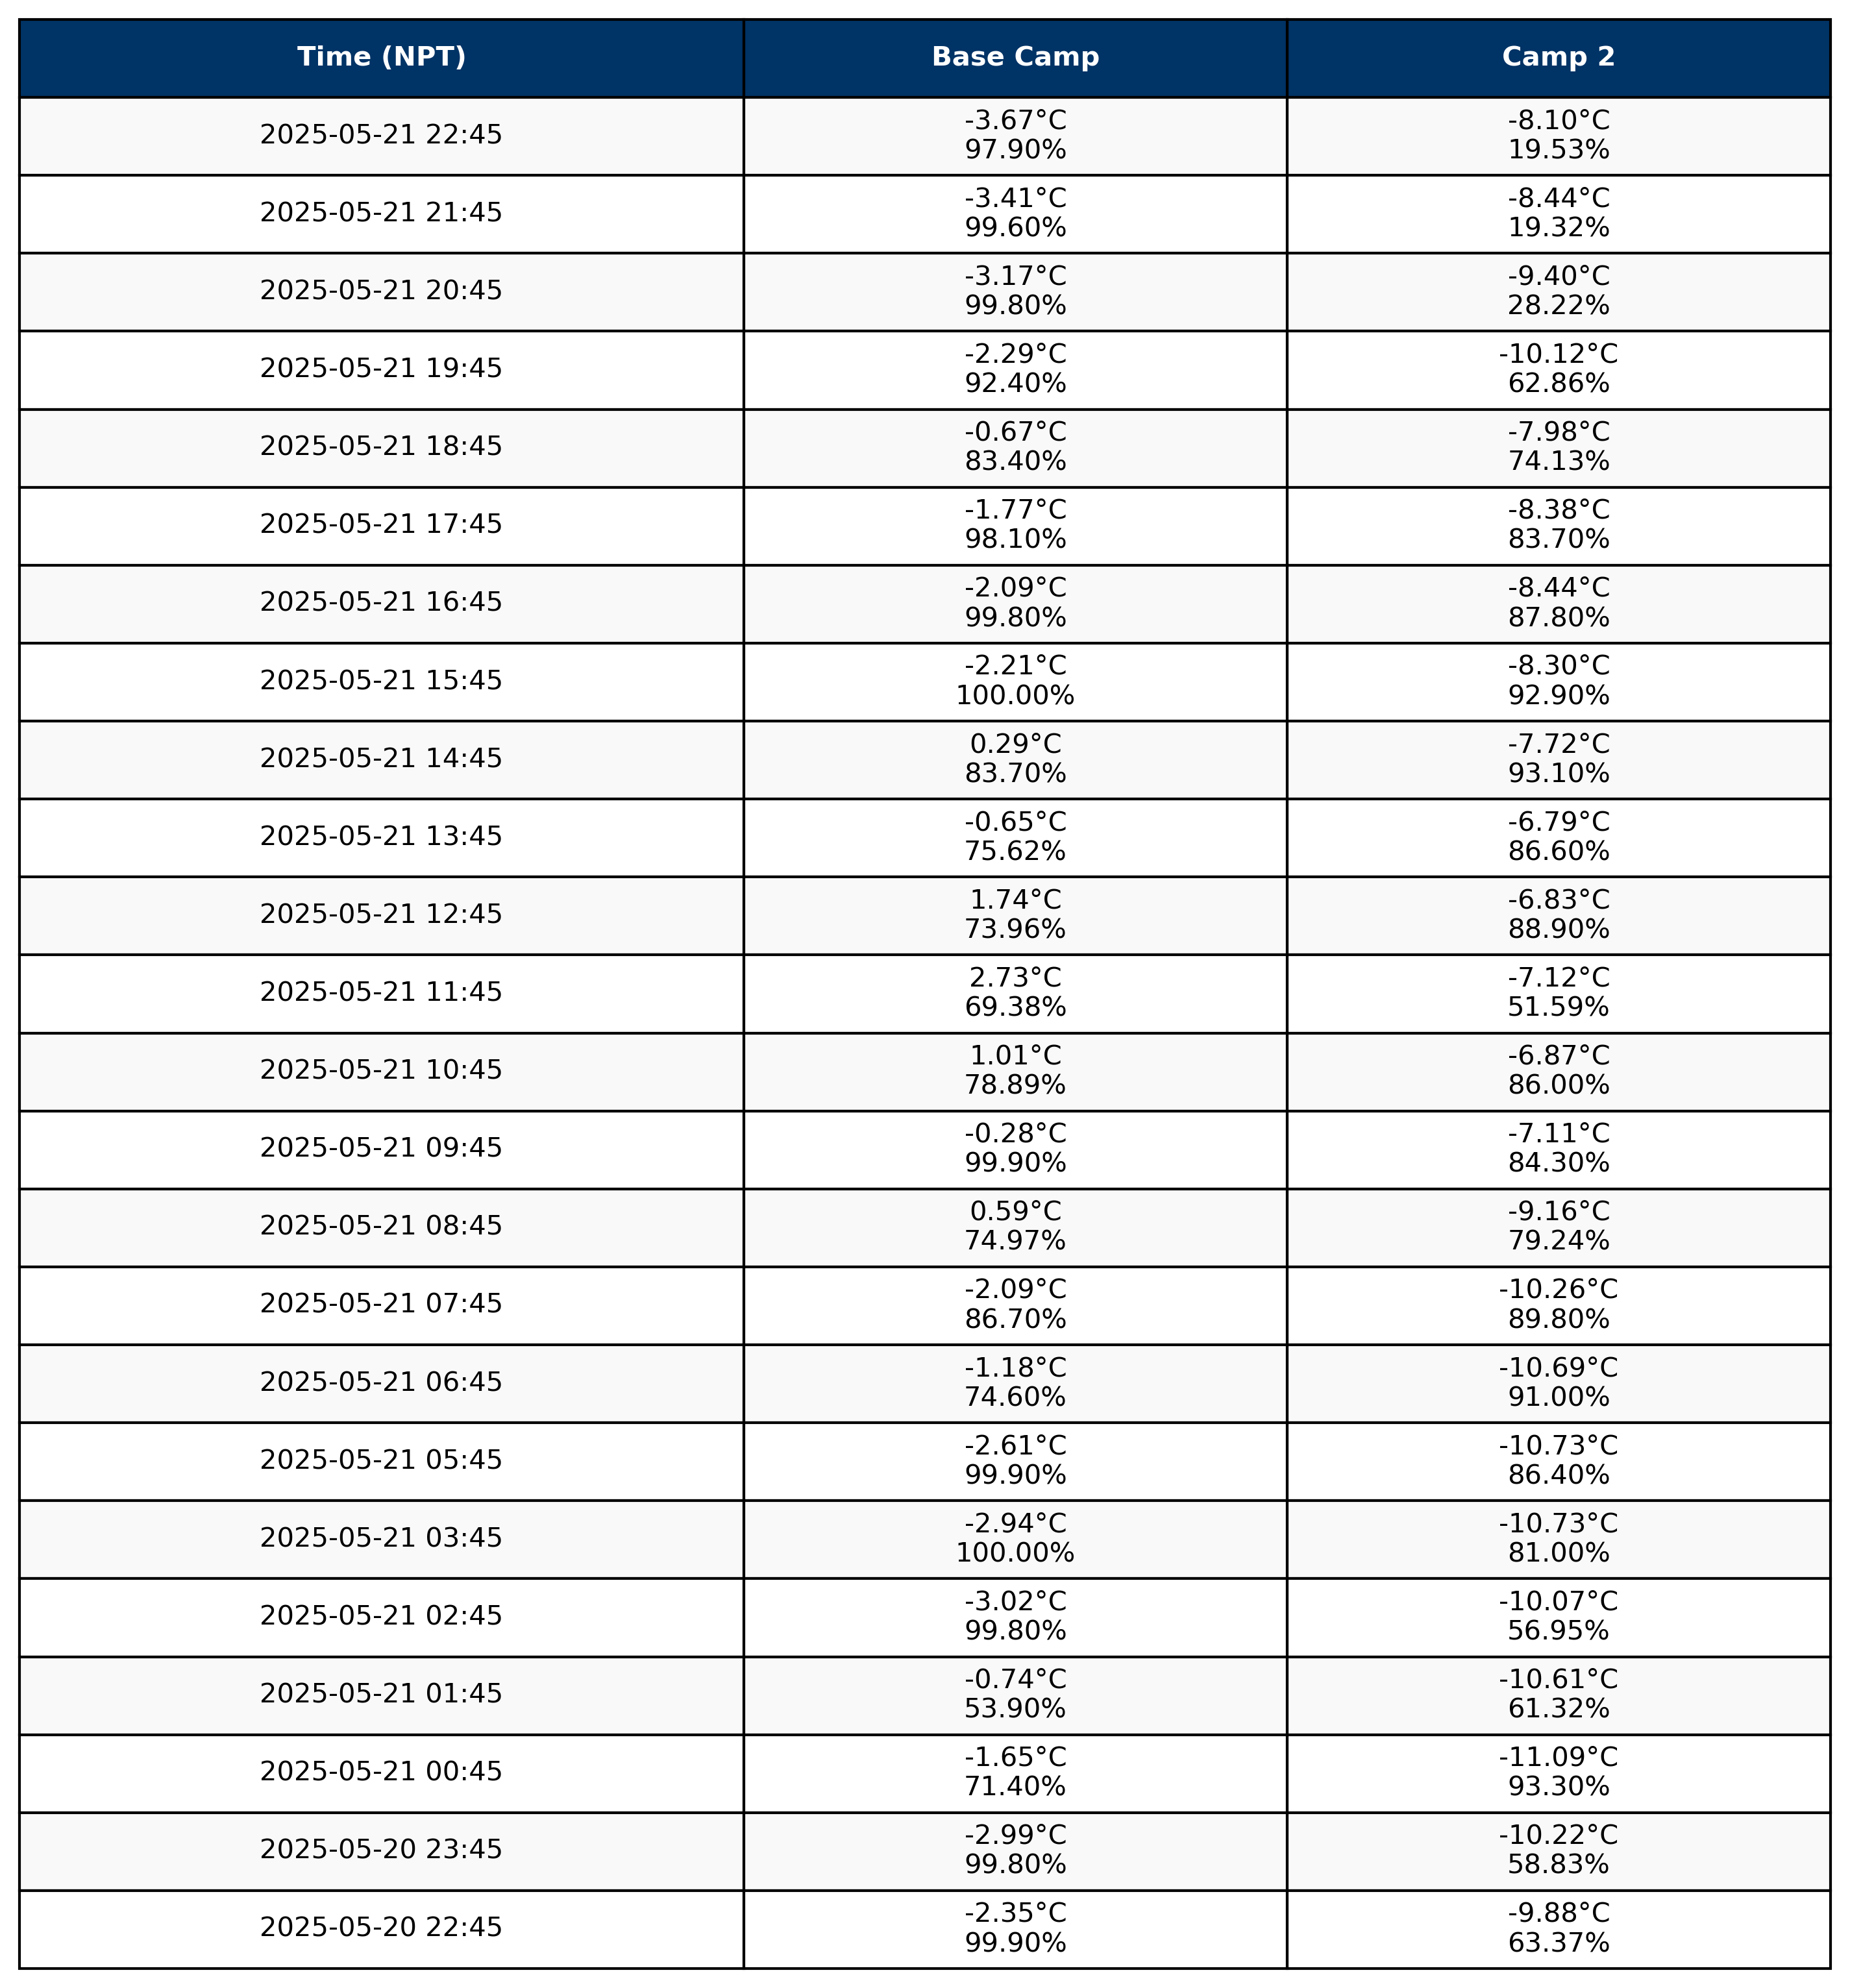 Time (NPT) Base Camp Camp 2
2025-05-21 22:45 -3.67°C -8.10°C
97.90% 19.53%
2025-05-21 21:45 -3.41°C -8.44°C
99.60% 19.32%
2025-05-21 20:45 -3.17°C -9.40°C
99.80% 28.22%
2025-05-21 19:45 -2.29°C -10.12°C
92.40% 62.86%
2025-05-21 18:45 -0.67°C -7.98°C
83.40% 74.13%
2025-05-21 17:45 -1.77°C -8.38°C
98.10% 83.70%
2025-05-21 16:45 -2.09°C -8.44°C
99.80% 87.80%
2025-05-21 15:45 -2.21°C -8.30°C
100.00% 92.90%
2025-05-21 14:45 0.29°C -7.72°C
83.70% 93.10%
2025-05-21 13:45 -0.65°C -6.79°C
75.62% 86.60%
2025-05-21 12:45 1.74°C -6.83°C
73.96% 88.90%
2025-05-21 11:45 2.73°C -7.12°C
69.38% 51.59%
2025-05-21 10:45 1.01°C -6.87°C
78.89% 86.00%
2025-05-21 09:45 -0.28°C -7.11°C
99.90% 84.30%
2025-05-21 08:45 0.59°C -9.16°C
74.97% 79.24%
2025-05-21 07:45 -2.09°C -10.26°C
86.70% 89.80%
2025-05-21 06:45 -1.18°C -10.69°C
74.60% 91.00%
2025-05-21 05:45 -2.61°C -10.73°C
99.90% 86.40%
2025-05-21 03:45 -2.94°C -10.73°C
100.00% 81.00%
2025-05-21 02:45 -3.02°C -10.07°C
99.80% 56.95%
2025-05-21 01:45 -0.74°C -10.61°C
53.90% 61.32%
2025-05-21 00:45 -1.65°C -11.09°C
71.40% 93.30%
2025-05-20 23:45 -2.99°C -10.22°C
99.80% 58.83%
2025-05-20 22:45 -2.35°C -9.88°C
99.90% 63.37%